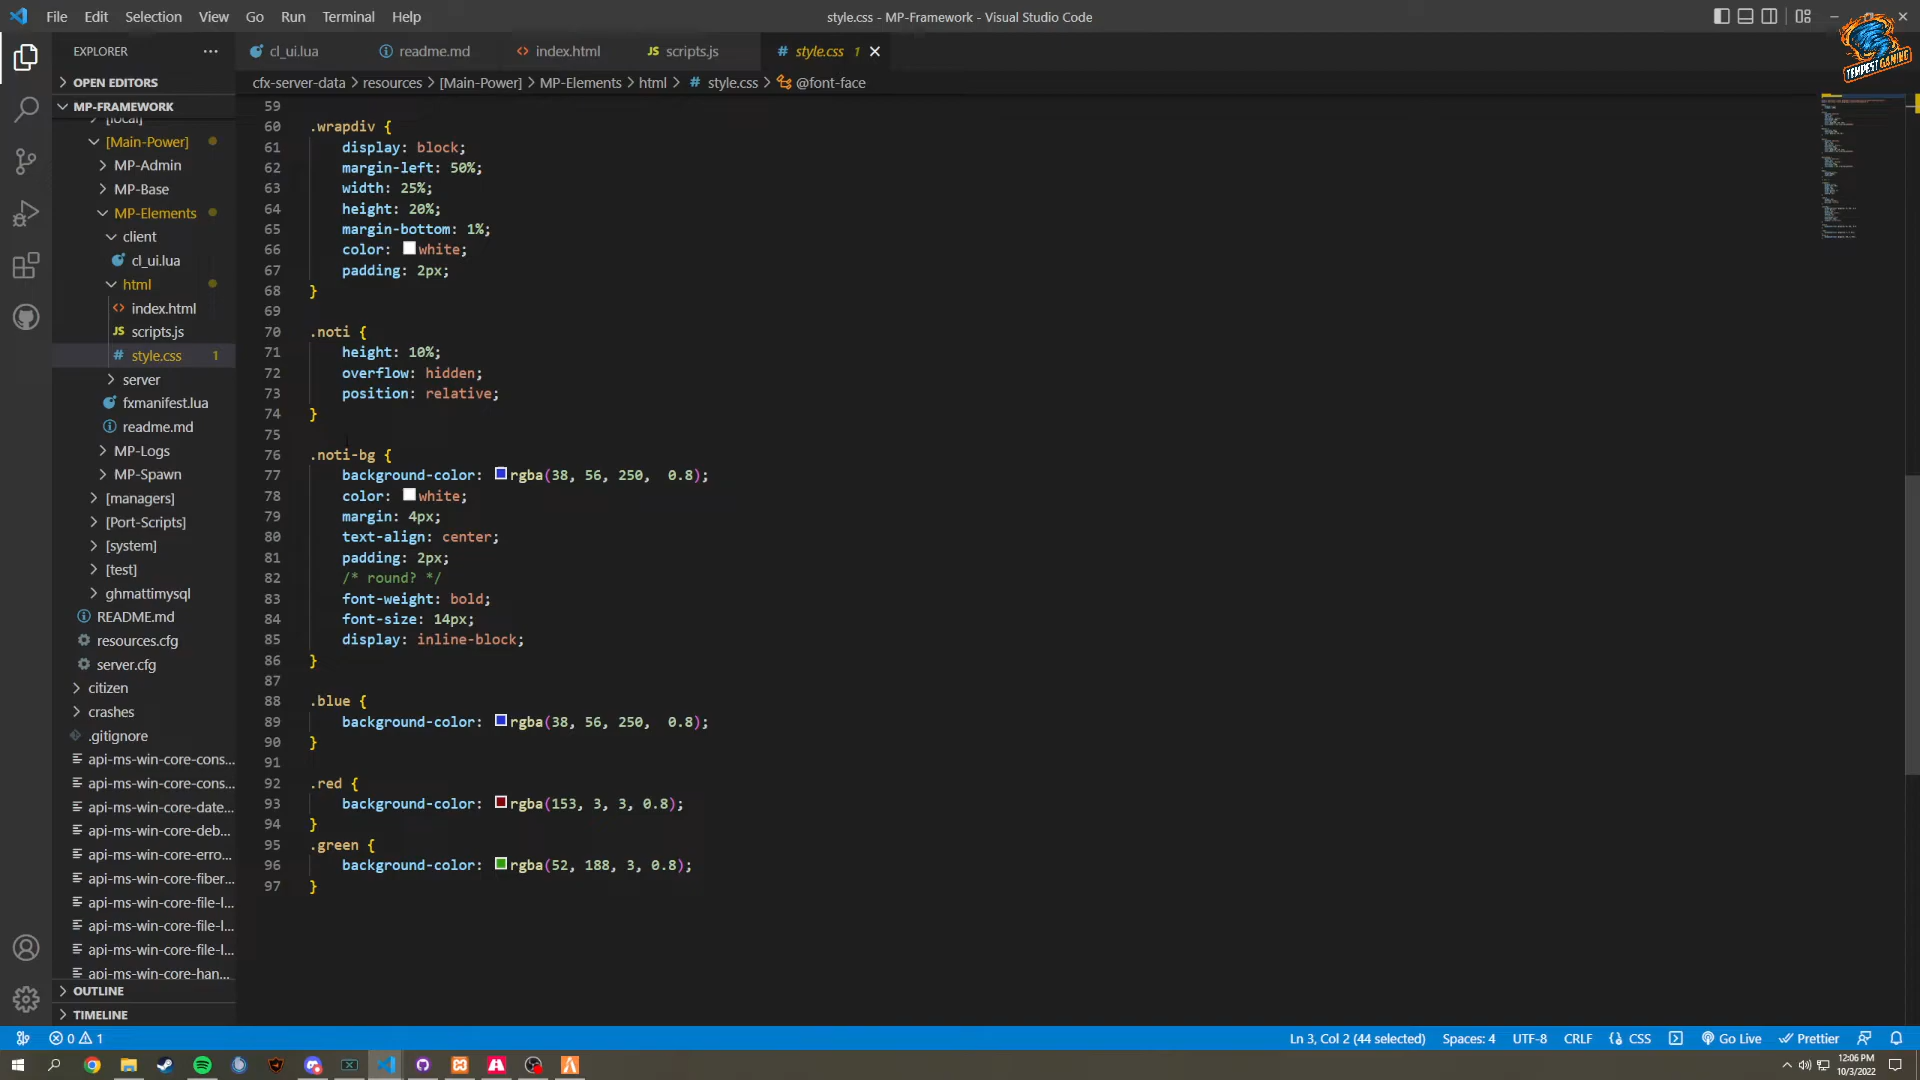 File Edit Selection View Go Run Terminal Help
style.css - MP-Framework - Visual Studio Code
TEMPEST GAMING
EXPLORER ...
OPEN EDITORS
MP-FRAMEWORK
[local]
[Main-Power]
MP-Admin
MP-Base
MP-Elements
client
cl_ui.lua
html
index.html
JS scripts.js
# style.css 1
server
fxmanifest.lua
readme.md
MP-Logs
MP-Spawn
[managers]
[Port-Scripts]
[system]
[test]
ghmattimysql
README.md
resources.cfg
server.cfg
citizen
crashes
.gitignore
api-ms-win-core-cons...
api-ms-win-core-cons...
api-ms-win-core-date...
api-ms-win-core-deb...
api-ms-win-core-erro...
api-ms-win-core-fiber...
api-ms-win-core-file-l...
api-ms-win-core-file-l...
api-ms-win-core-file-l...
api-ms-win-core-han...
OUTLINE
TIMELINE
cl_ui.lua readme.md index.html JS scripts.js # style.css 1
cfx-server-data > resources > [Main-Power] > MP-Elements > html > # style.css > @font-face
59
60 .wrapdiv {
61 display: block;
62 margin-left: 50%;
63 width: 25%;
64 height: 20%;
65 margin-bottom: 1%;
66 color: white;
67 padding: 2px;
68 }
69
70 .noti {
71 height: 10%;
72 overflow: hidden;
73 position: relative;
74 }
75
76 .noti-bg {
77 background-color: rgba(38, 56, 250,  0.8);
78 color: white;
79 margin: 4px;
80 text-align: center;
81 padding: 2px;
82 /* round? */
83 font-weight: bold;
84 font-size: 14px;
85 display: inline-block;
86 }
87
88 .blue {
89 background-color: rgba(38, 56, 250,  0.8);
90 }
91
92 .red {
93 background-color: rgba(153, 3, 3, 0.8);
94 }
95 .green {
96 background-color: rgba(52, 188, 3, 0.8);
97 }
0 1
Ln 3, Col 2 (44 selected) Spaces: 4 UTF-8 CRLF {} CSS Go Live Prettier
12:06 PM
10/3/2022